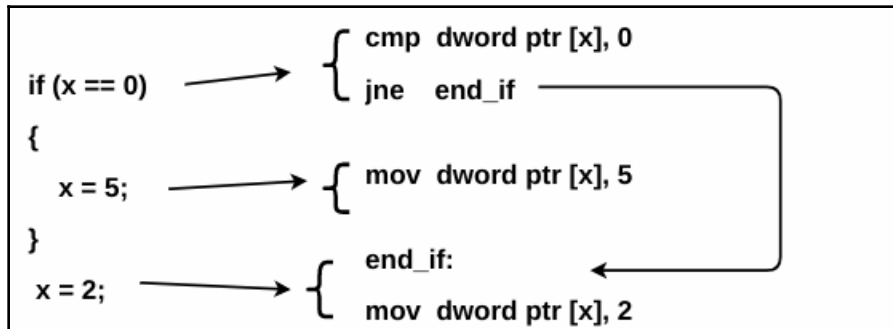 if (x == 0)
{
x = 5;
}
x = 2;
cmp dword ptr [x], 0
jne end_if
mov dword ptr [x], 5
end_if:
mov dword ptr [x], 2